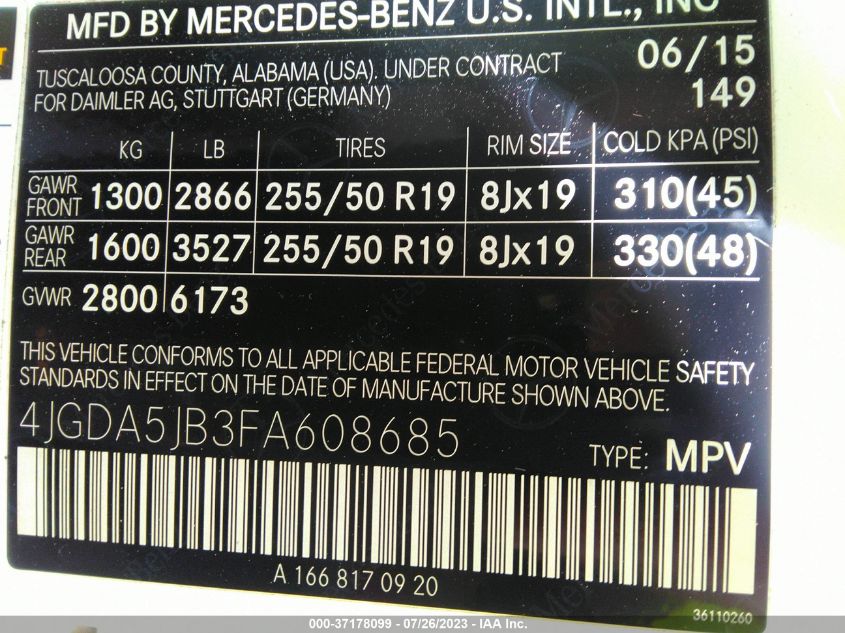 MFD BY MERCEDES-BENZ U.S. INTL., INC
TUSCALOOSA COUNTY, ALABAMA (USA). UNDER CONTRACT
FOR DAIMLER AG, STUTTGART (GERMANY)
06/15
149
KG LB TIRES RIM SIZE COLD KPA (PSI)
GAWR FRONT 1300 2866 255/50 R19 8Jx19 310(45)
GAWR REAR 1600 3527 255/50 R19 8Jx19 330(48)
GVWR 2800 6173
THIS VEHICLE CONFORMS TO ALL APPLICABLE FEDERAL MOTOR VEHICLE SAFETY
STANDARDS IN EFFECT ON THE DATE OF MANUFACTURE SHOWN ABOVE.
4JGDA5JB3FA608685
TYPE: MPV
A 166 817 09 20
36110260
000-37178099 - 07/26/2023 - IAA Inc.